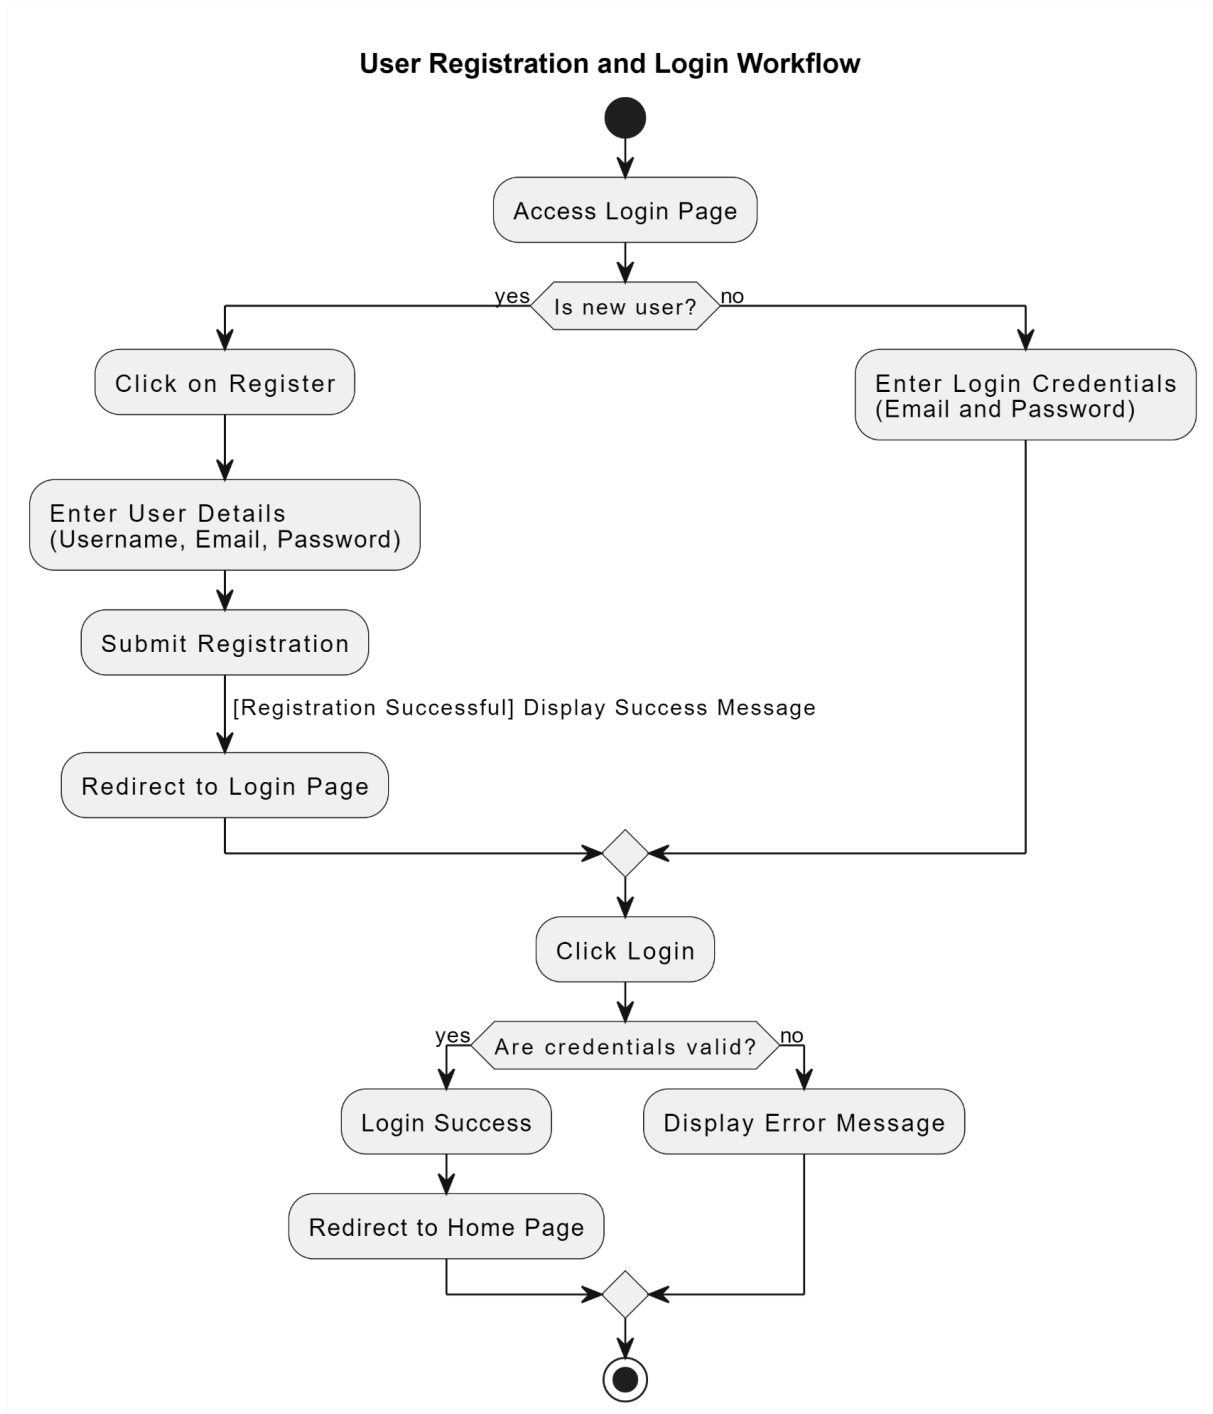 User Registration and Login Workflow
Access Login Page
yes
Is new user?
no
Click on Register
Enter Login Credentials
(Email and Password)
Enter User Details
(Username, Email, Password)
Submit Registration
[Registration Successful] Display Success Message
Redirect to Login Page
Click Login
yes
Are credentials valid?
no
Login Success
Display Error Message
Redirect to Home Page